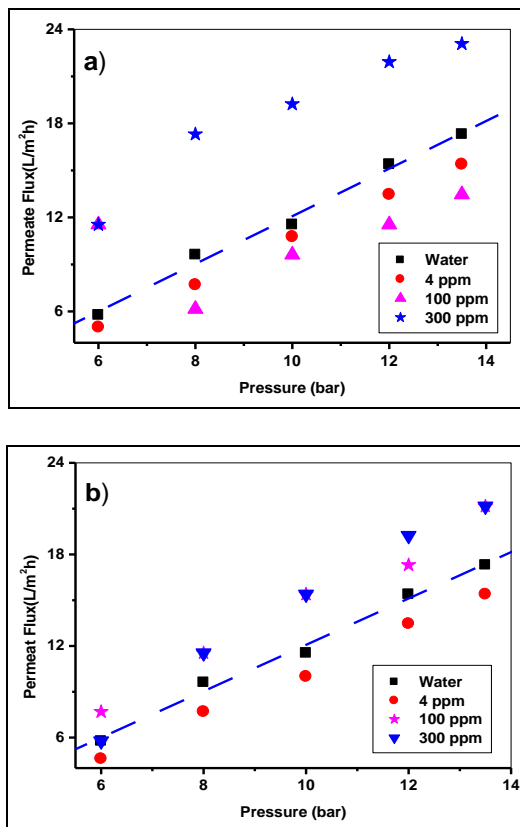 a)
24
18
12
6
Permeate Flux(L/m²h)
Water
4 ppm
100 ppm
300 ppm
6 8 10 12 14
Pressure (bar)
b)
24
18
12
6
Permeat Flux(L/m²h)
Water
4 ppm
100 ppm
300 ppm
6 8 10 12 14
Pressure (bar)